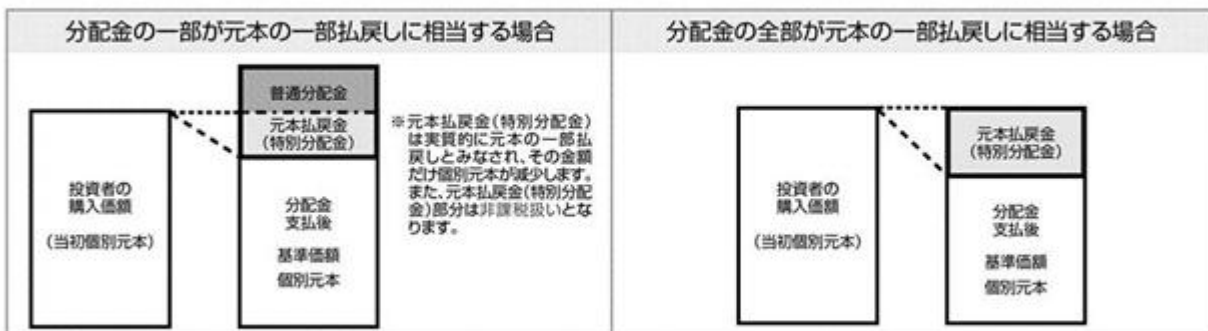 分配金の一部が元本の一部払戻しに相当する場合
普通分配金
元本払戻金
(特別分配金)
投資者の
購入価額
(当初個別元本)
分配金
支払後
基準価額
個別元本
※元本払戻金(特別分配金)
は実質的に元本の一部払
戻しとみなされ、その金額
だけ個別元本が減少します。
また、元本払戻金(特別分配
金)部分は非課税扱いとな
ります。
分配金の全部が元本の一部払戻しに相当する場合
元本払戻金
(特別分配金)
投資者の
購入価額
(当初個別元本)
分配金
支払後
基準価額
個別元本